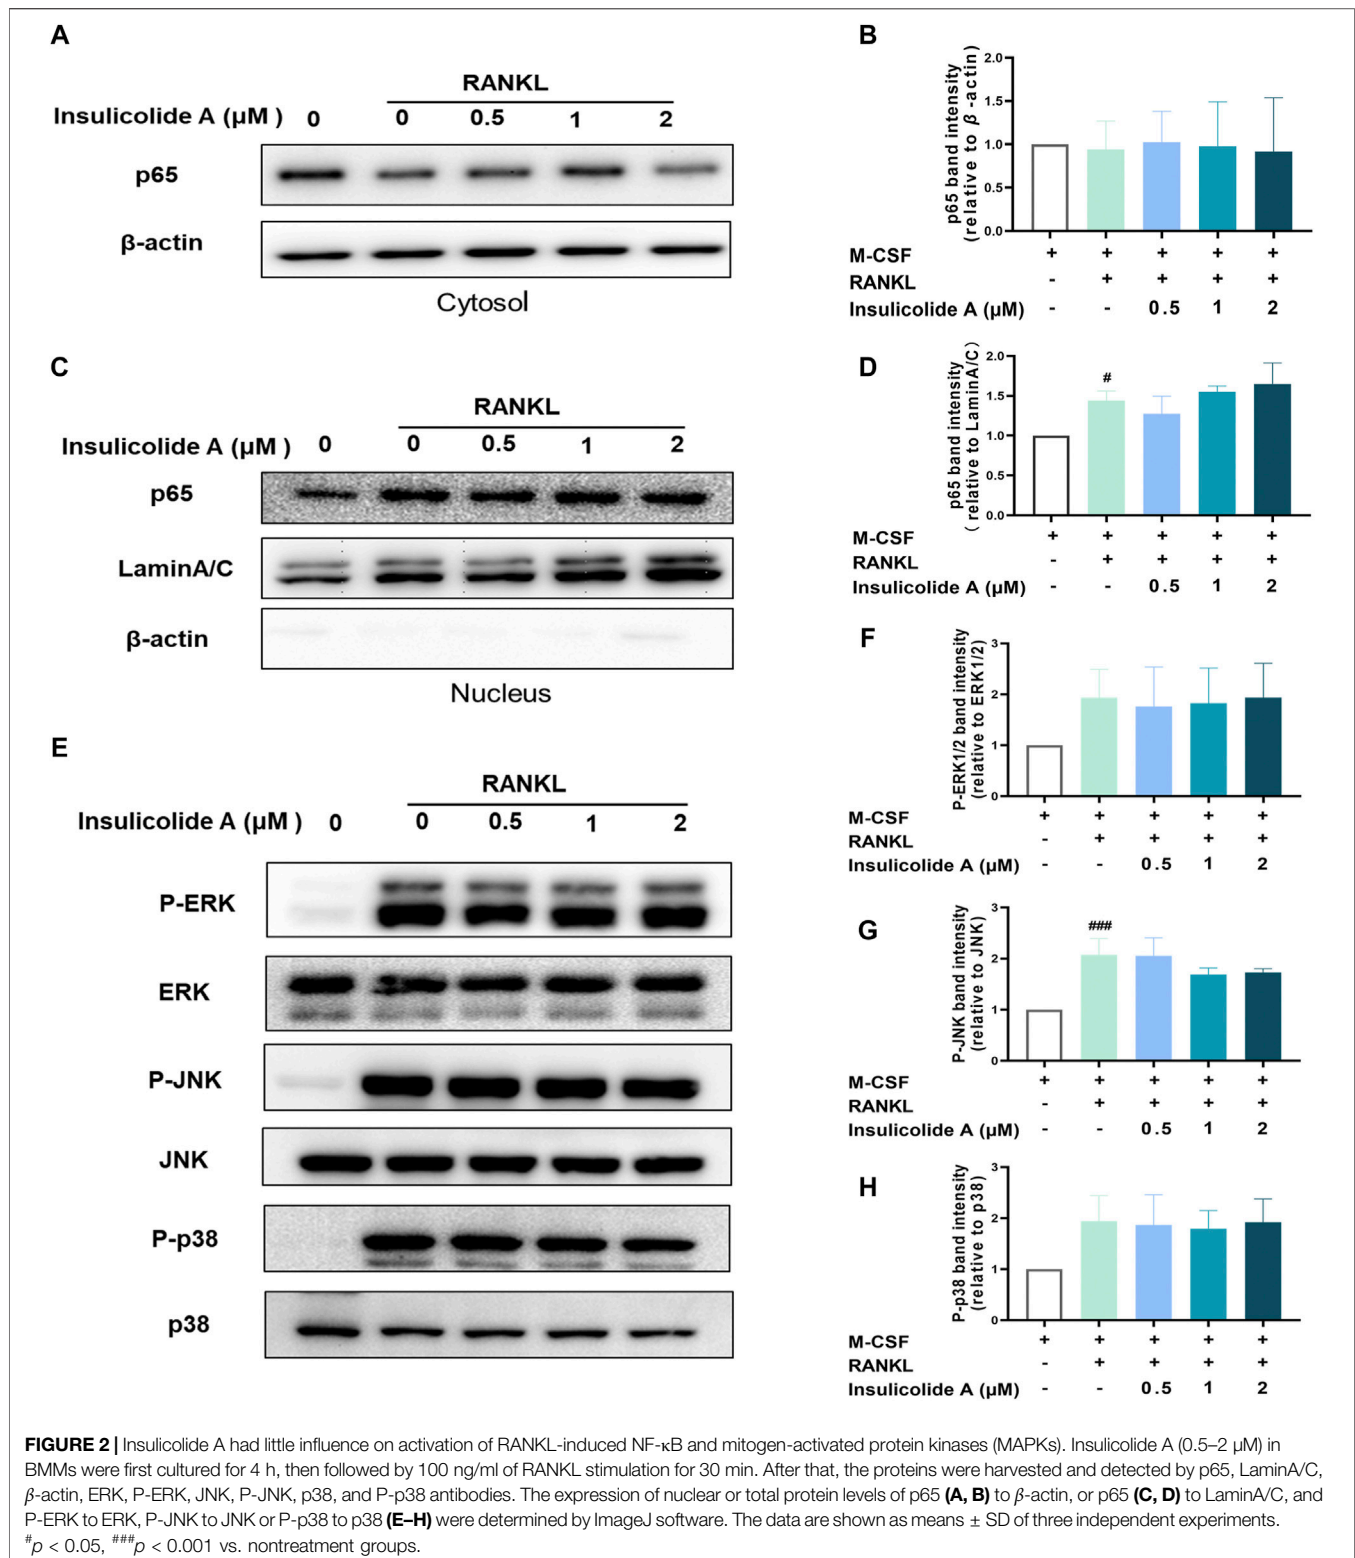 A
RANKL
Insulicolide A (μM ) 0 0 0.5 1 2
p65
β-actin
Cytosol
B
p65 band intensity
(relative to β -actin)
2.0
1.5
1.0
0.5
0.0
M-CSF + + + + +
RANKL - + + + +
Insulicolide A (μM) - - 0.5 1 2
C
RANKL
Insulicolide A (μM ) 0 0 0.5 1 2
p65
LaminA/C
β-actin
Nucleus
D
p65 band intensity
( relative to LaminA/C)
2.0
1.5
1.0
0.5
0.0
#
M-CSF + + + + +
RANKL - + + + +
Insulicolide A (μM) - - 0.5 1 2
E
RANKL
Insulicolide A (μM ) 0 0 0.5 1 2
P-ERK
ERK
P-JNK
JNK
P-p38
p38
F
P-ERK1/2 band intensity
(relative to ERK1/2)
3
2
1
0
M-CSF + + + + +
RANKL - + + + +
Insulicolide A (μM) - - 0.5 1 2
G
P-JNK band intensity
(relative to JNK)
3
2
1
0
###
M-CSF + + + + +
RANKL - + + + +
Insulicolide A (μM) - - 0.5 1 2
H
P-p38 band intensity
(relative to p38)
3
2
1
0
M-CSF + + + + +
RANKL - + + + +
Insulicolide A (μM) - - 0.5 1 2
FIGURE 2 | Insulicolide A had little influence on activation of RANKL-induced NF-κB and mitogen-activated protein kinases (MAPKs). Insulicolide A (0.5–2 μM) in
BMMs were first cultured for 4 h, then followed by 100 ng/ml of RANKL stimulation for 30 min. After that, the proteins were harvested and detected by p65, LaminA/C,
β-actin, ERK, P-ERK, JNK, P-JNK, p38, and P-p38 antibodies. The expression of nuclear or total protein levels of p65 (A, B) to β-actin, or p65 (C, D) to LaminA/C, and
P-ERK to ERK, P-JNK to JNK or P-p38 to p38 (E–H) were determined by ImageJ software. The data are shown as means ± SD of three independent experiments.
#p < 0.05, ###p < 0.001 vs. nontreatment groups.